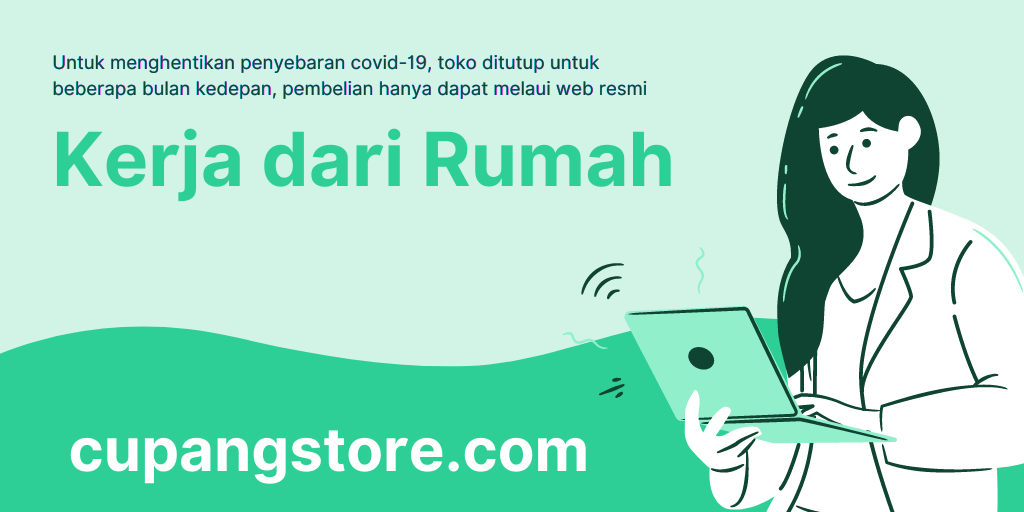 Untuk menghentikan penyebaran covid-19, toko ditutup untuk
beberapa bulan kedepan, pembelian hanya dapat melaui web resmi
Kerja dari Rumah
cupangstore.com